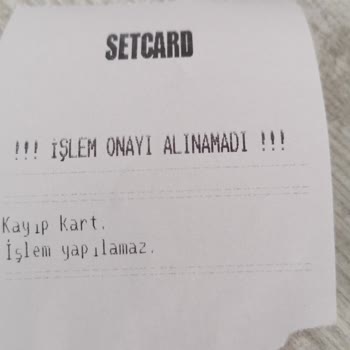 SETCARD
!!! İŞLEM ONAYI ALINAMADI !!!
Kayıp kart.
İşlem yapılamaz.